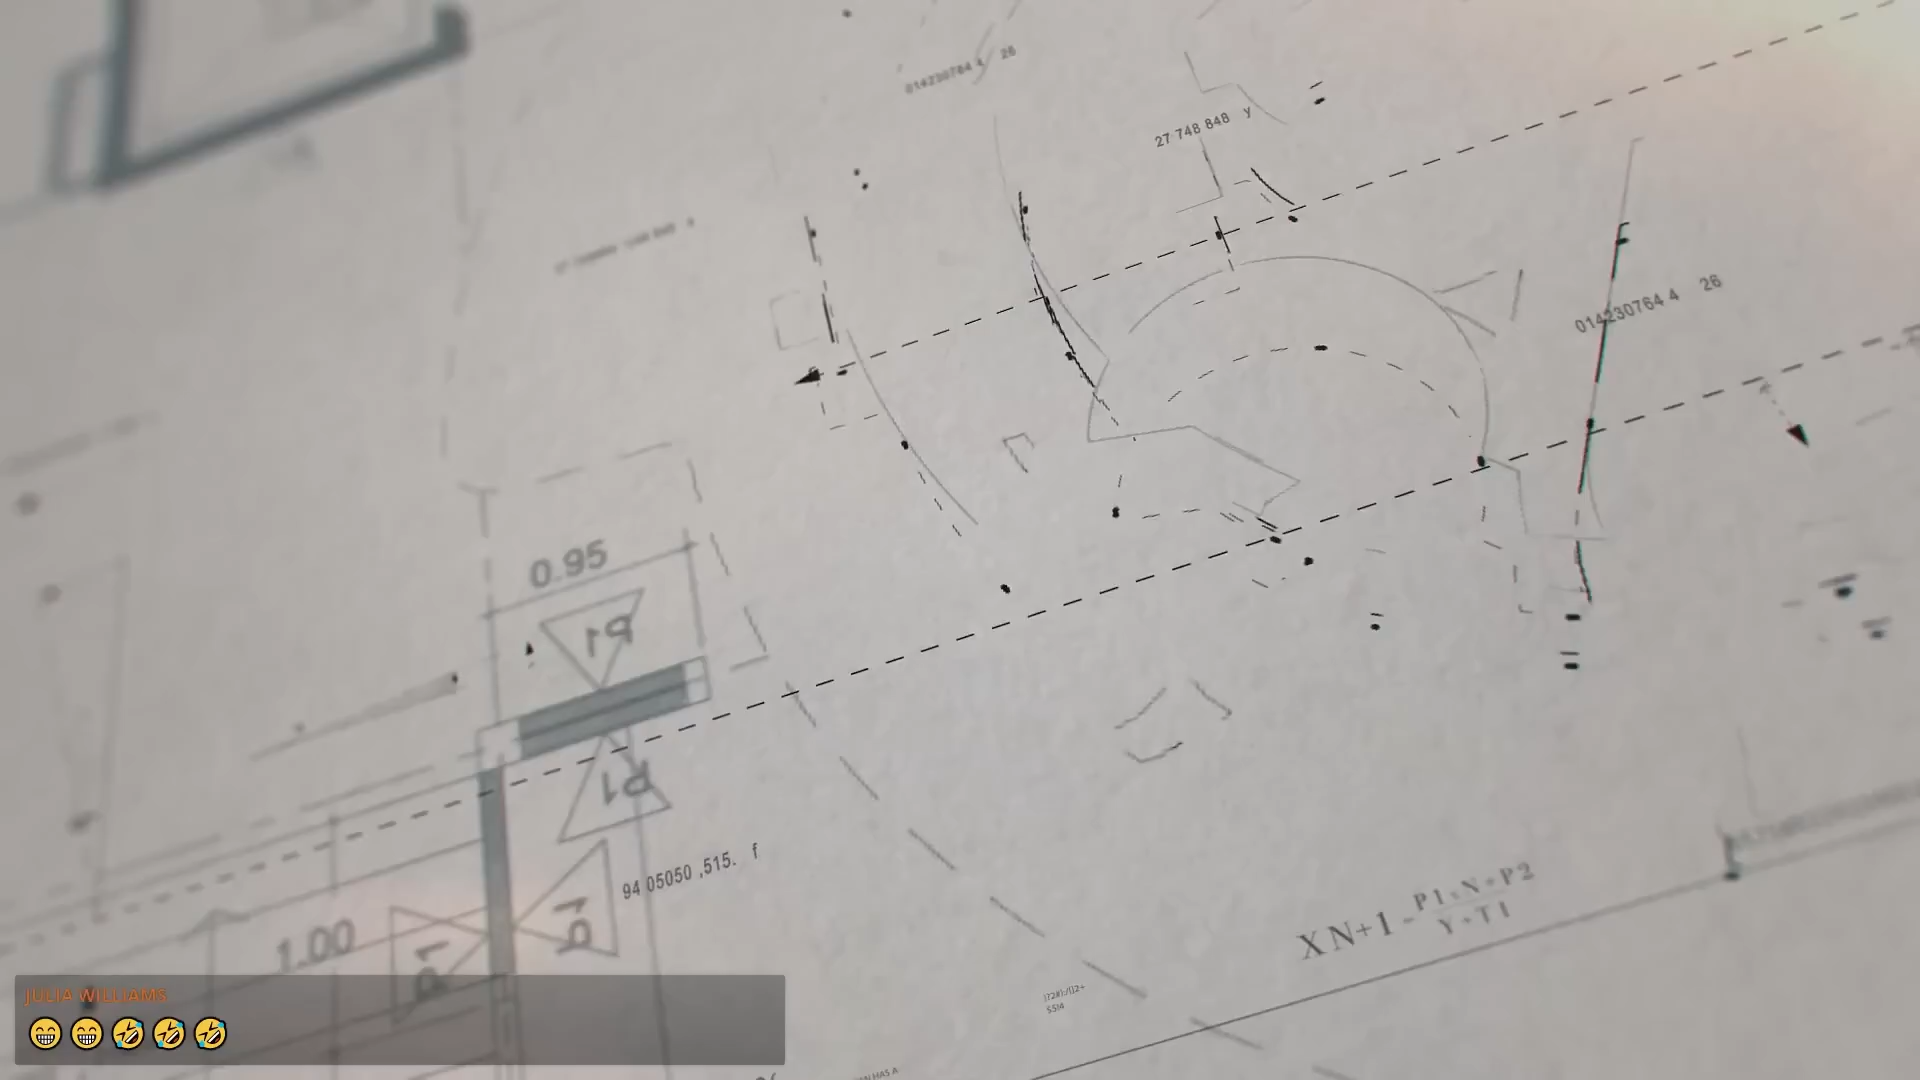 014230764 4 26
27 748 848 y
014230764 4 26
0.95
P1
P1
94 05050 ,515. f
P1
P1
1.00
XN+1 - P1 × N + P2
Y + T1
JULIA WILLIAMS
😁😁🤣🤣🤣